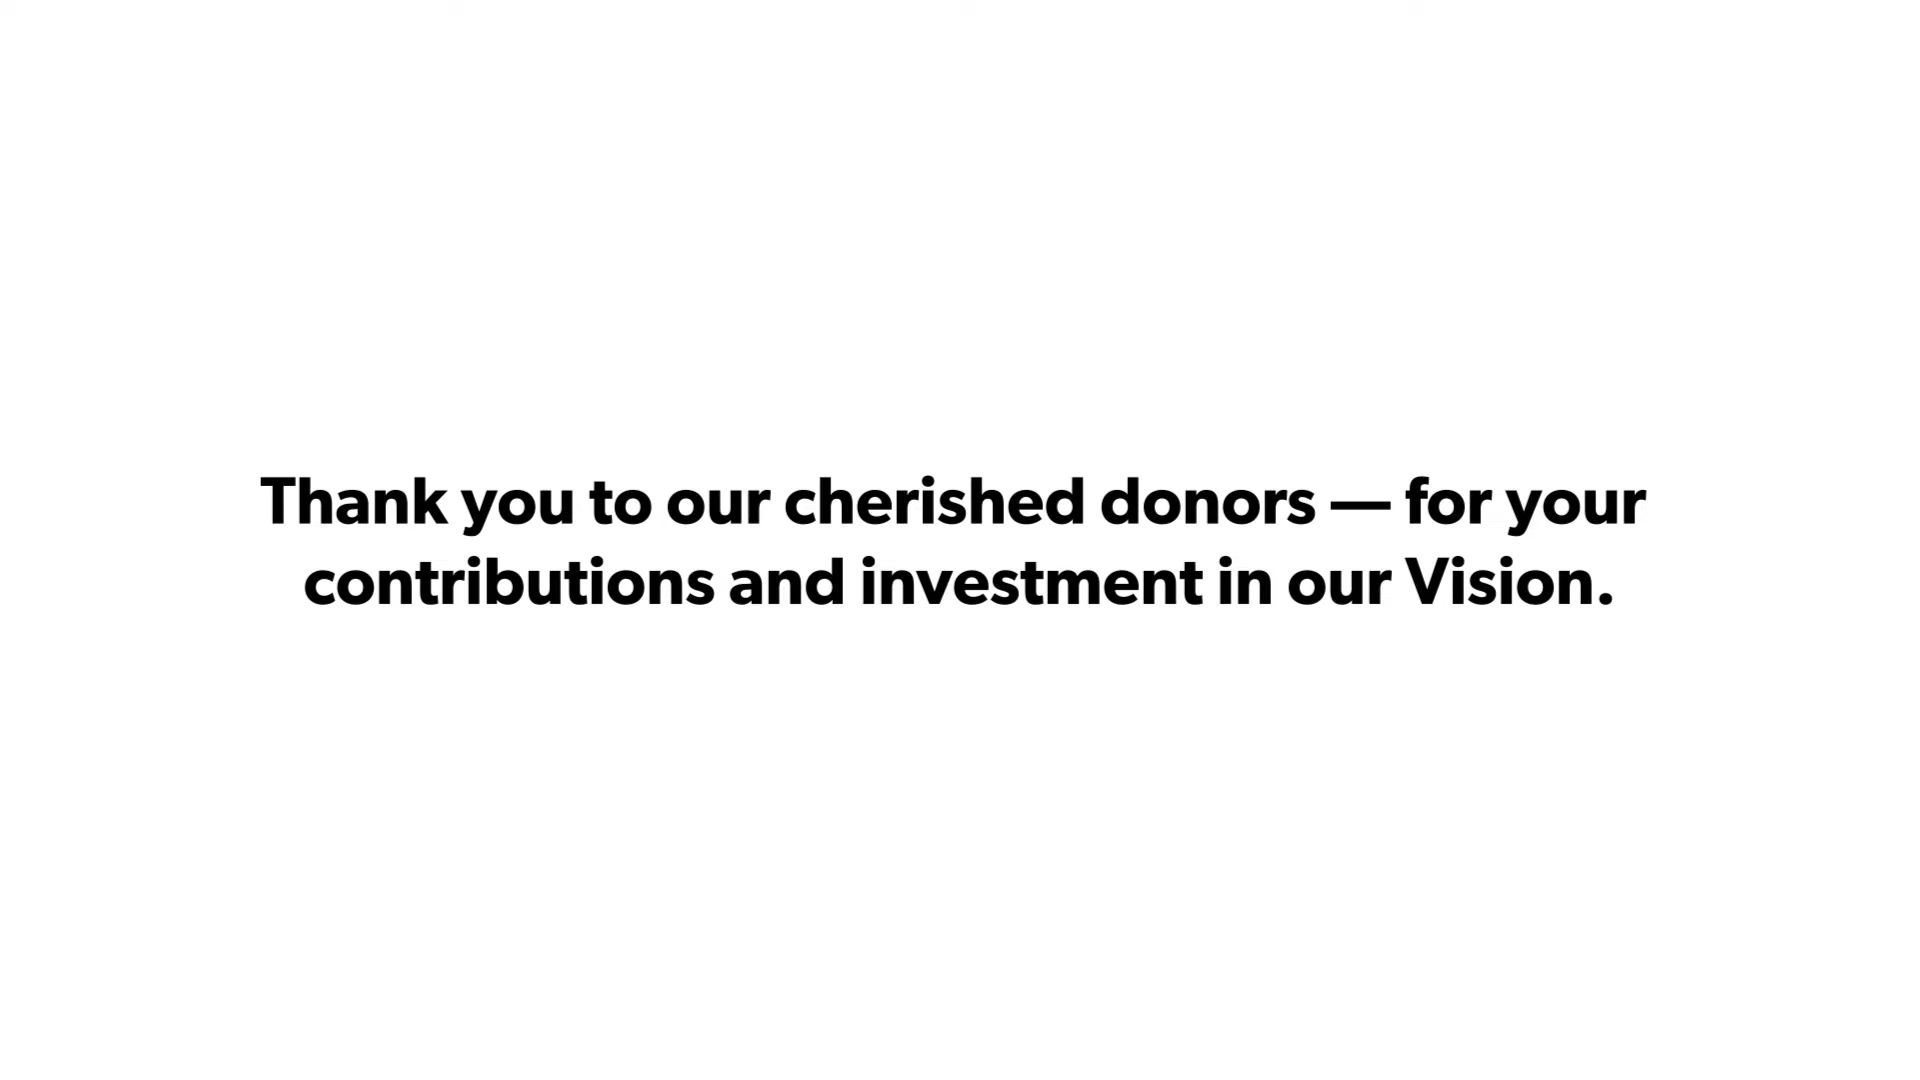 Thank you to our cherished donors — for your
contributions and investment in our Vision.